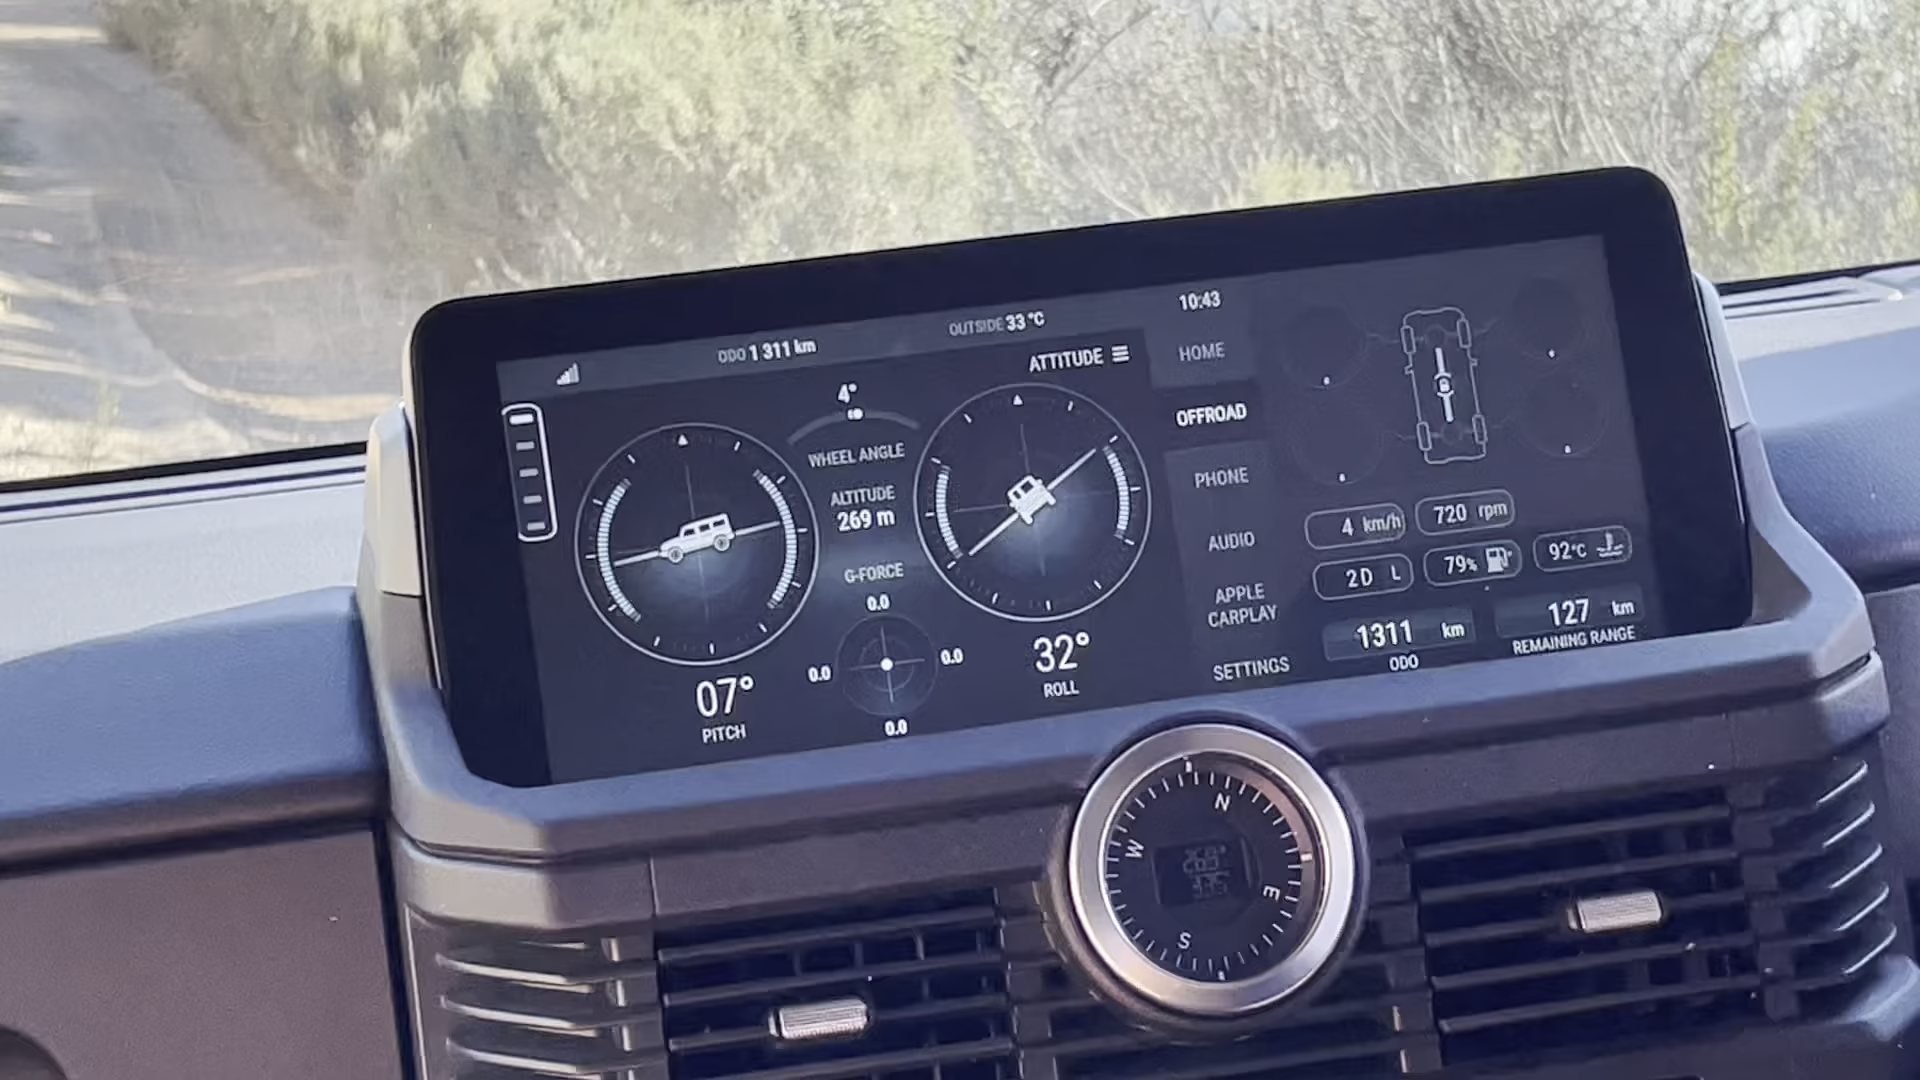 ODO 1 311 km
OUTSIDE 33 °C
10:43
ATTITUDE
4°
WHEEL ANGLE
ALTITUDE
269 m
G-FORCE
0.0
0.0
0.0
0.0
07°
PITCH
32°
ROLL
HOME
OFFROAD
PHONE
AUDIO
APPLE
CARPLAY
SETTINGS
4 km/h
720 rpm
2D L
79%
92°C
1311 km
ODO
127 km
REMAINING RANGE
N
W
E
S